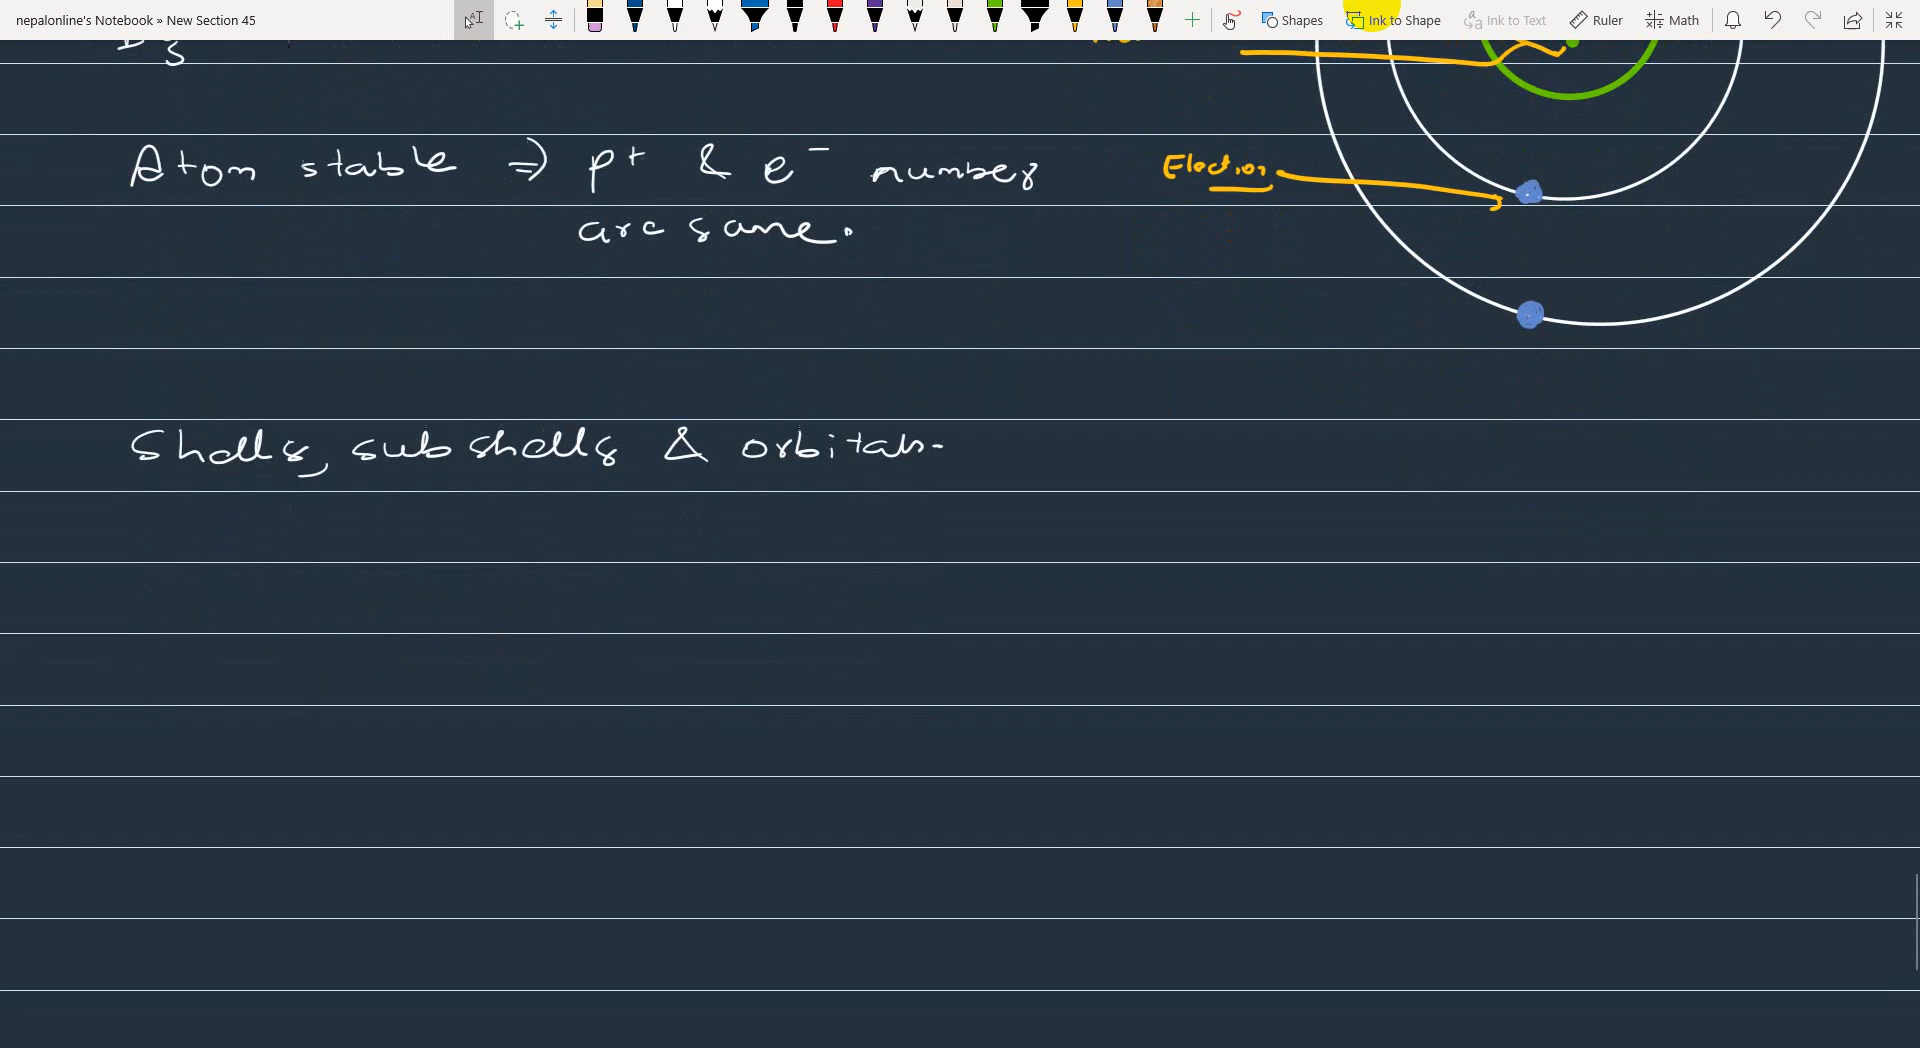 nepalonline's Notebook » New Section 45
Shapes
Ink to Shape
Ink to Text
Ruler
Math
Atom stable ⇒ p+ & e− number
are same.
Electron
Shells, subshells & orbitals-